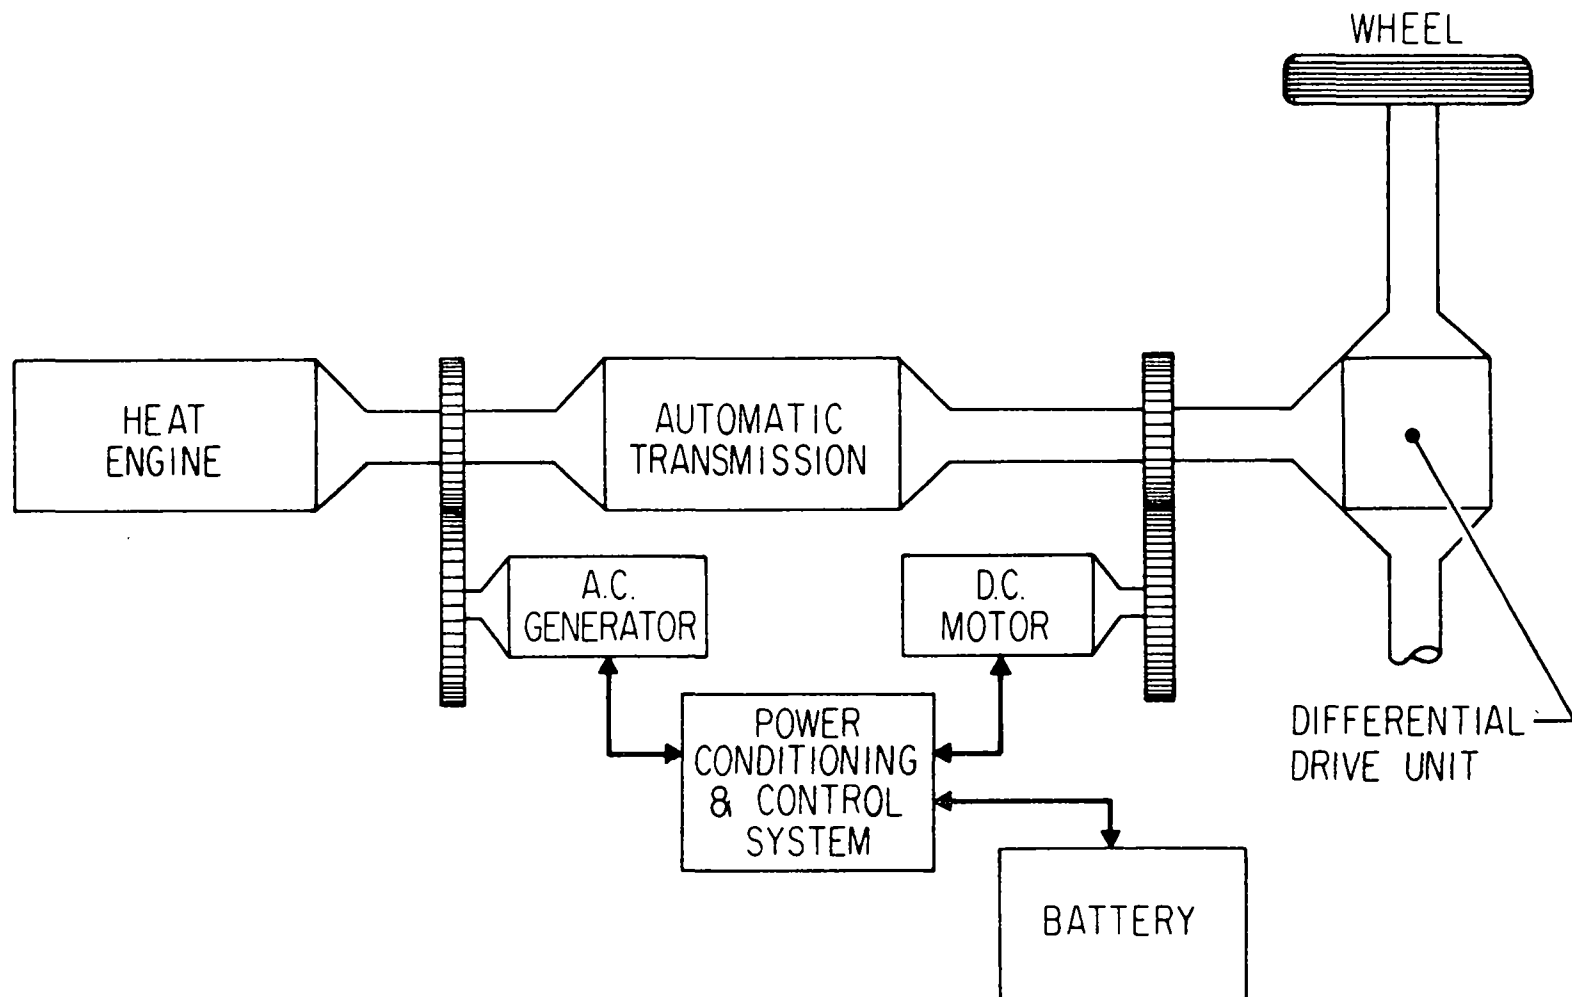 WHEEL
HEAT
ENGINE
AUTOMATIC
TRANSMISSION
A.C.
GENERATOR
D.C.
MOTOR
POWER
CONDITIONING
& CONTROL
SYSTEM
DIFFERENTIAL
DRIVE UNIT
BATTERY